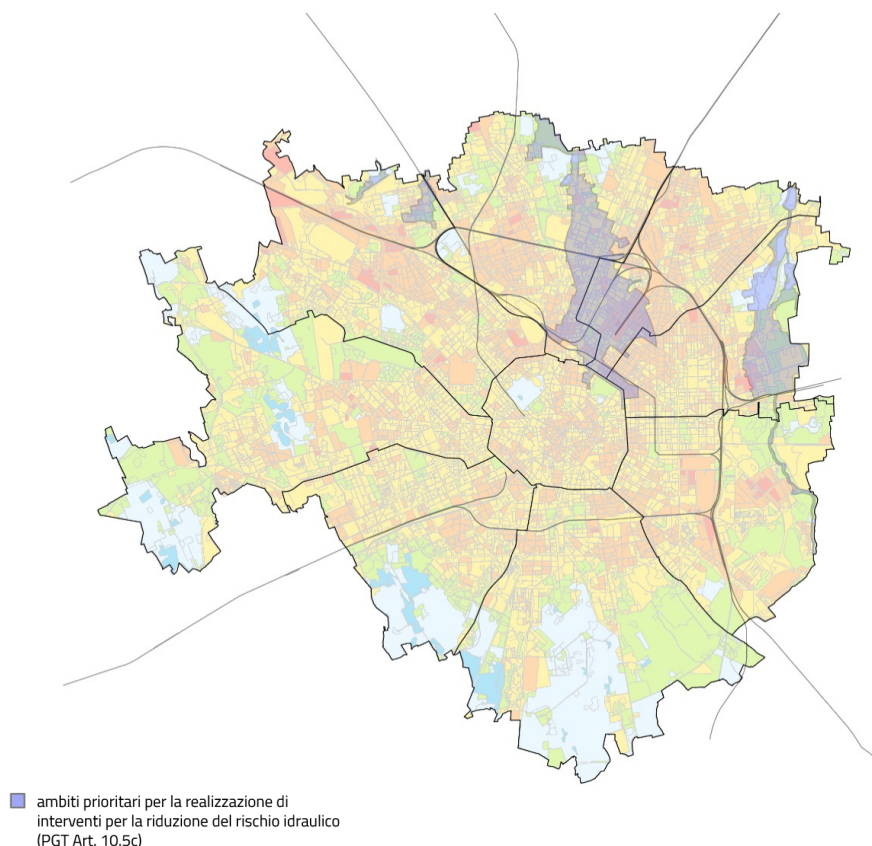 ambiti prioritari per la realizzazione di
interventi per la riduzione del rischio idraulico
(PGT Art. 10.5c)